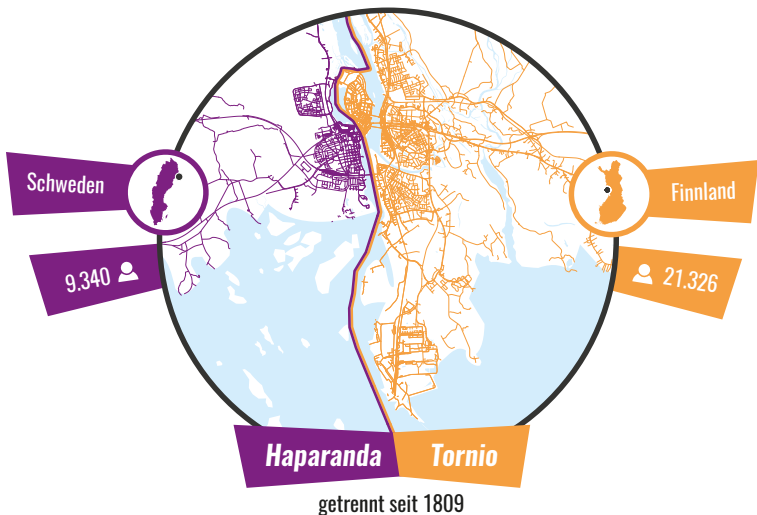 Schweden
Finnland
9.340
21.326
Haparanda
Tornio
getrennt seit 1809